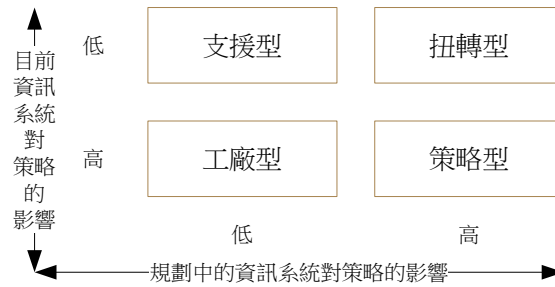 目前
資訊
系統
對
策略
的
影響
低
支援型
扭轉型
高
工廠型
策略型
低
高
規劃中的資訊系統對策略的影響